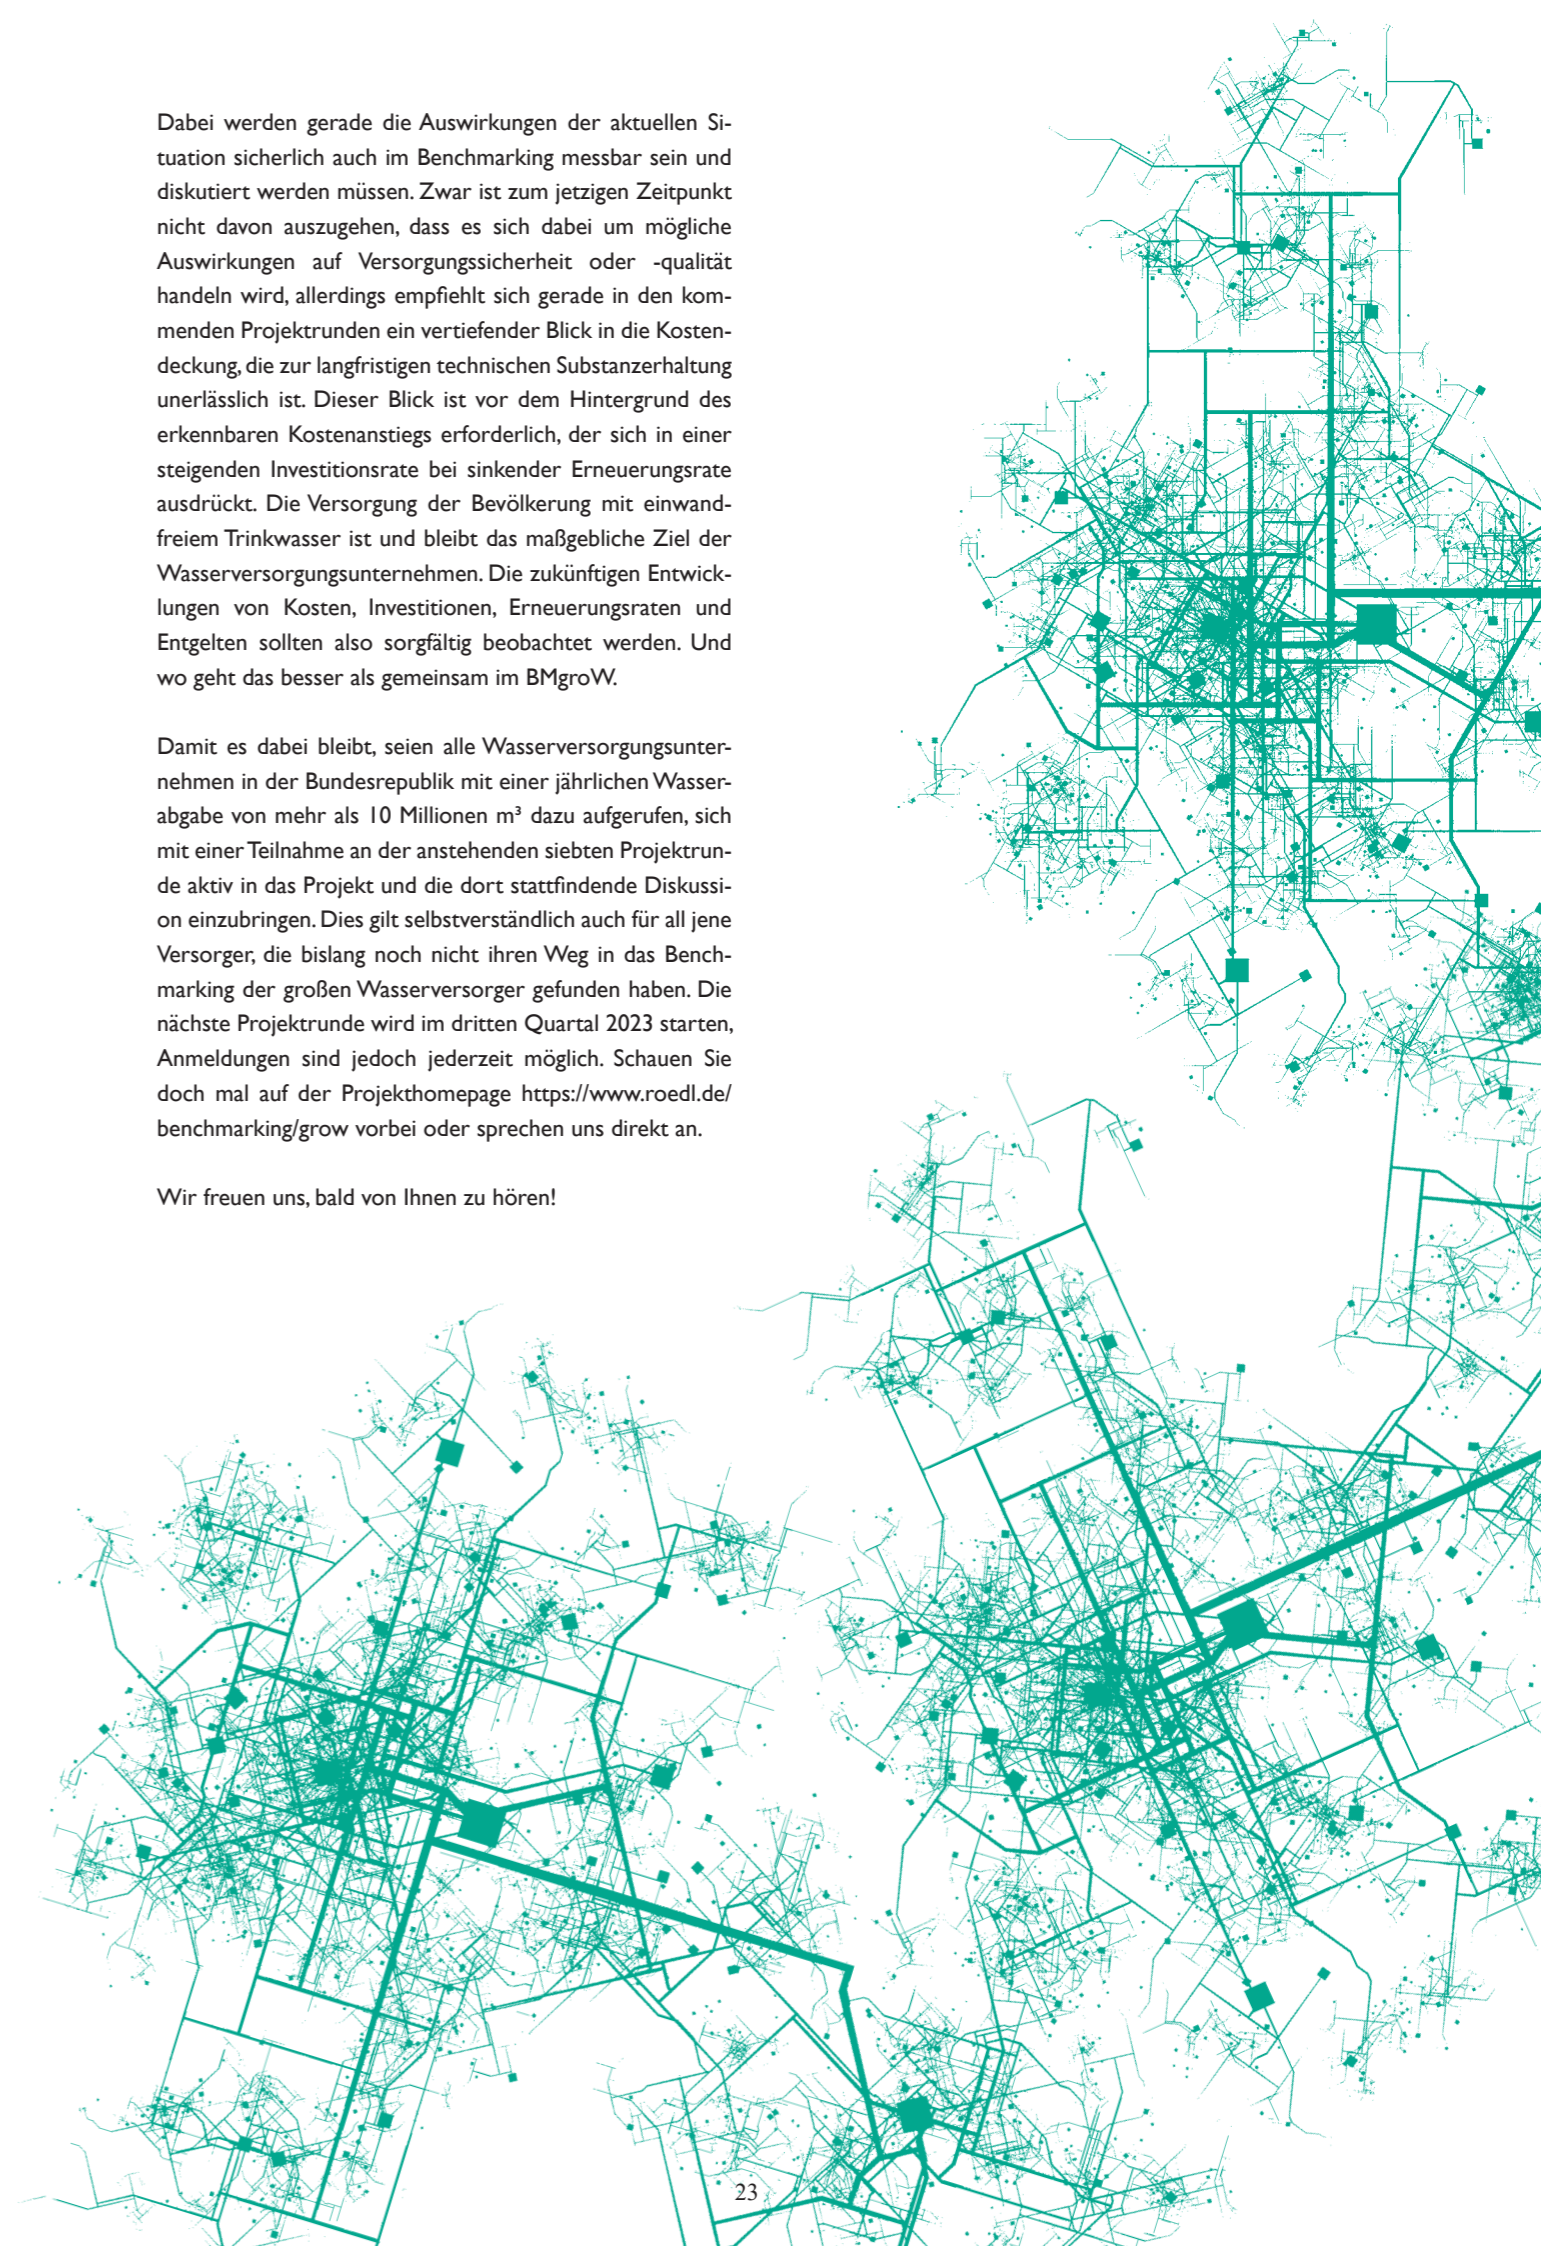 Dabei werden gerade die Auswirkungen der aktuellen Si-
tuation sicherlich auch im Benchmarking messbar sein und
diskutiert werden müssen. Zwar ist zum jetzigen Zeitpunkt
nicht davon auszugehen, dass es sich dabei um mögliche
Auswirkungen auf Versorgungssicherheit oder -qualität
handeln wird, allerdings empfiehlt sich gerade in den kom-
menden Projektrunden ein vertiefender Blick in die Kosten-
deckung, die zur langfristigen technischen Substanzerhaltung
unerlässlich ist. Dieser Blick ist vor dem Hintergrund des
erkennbaren Kostenanstiegs erforderlich, der sich in einer
steigenden Investitionsrate bei sinkender Erneuerungsrate
ausdrückt. Die Versorgung der Bevölkerung mit einwand-
freiem Trinkwasser ist und bleibt das maßgebliche Ziel der
Wasserversorgungsunternehmen. Die zukünftigen Entwick-
lungen von Kosten, Investitionen, Erneuerungsraten und
Entgelten sollten also sorgfältig beobachtet werden. Und
wo geht das besser als gemeinsam im BMgroW.
Damit es dabei bleibt, seien alle Wasserversorgungsunter-
nehmen in der Bundesrepublik mit einer jährlichen Wasser-
abgabe von mehr als 10 Millionen m³ dazu aufgerufen, sich
mit einer Teilnahme an der anstehenden siebten Projektrun-
de aktiv in das Projekt und die dort stattfindende Diskussi-
on einzubringen. Dies gilt selbstverständlich auch für all jene
Versorger, die bislang noch nicht ihren Weg in das Bench-
marking der großen Wasserversorger gefunden haben. Die
nächste Projektrunde wird im dritten Quartal 2023 starten,
Anmeldungen sind jedoch jederzeit möglich. Schauen Sie
doch mal auf der Projekthomepage https://www.roedl.de/
benchmarking/grow vorbei oder sprechen uns direkt an.
Wir freuen uns, bald von Ihnen zu hören!
23